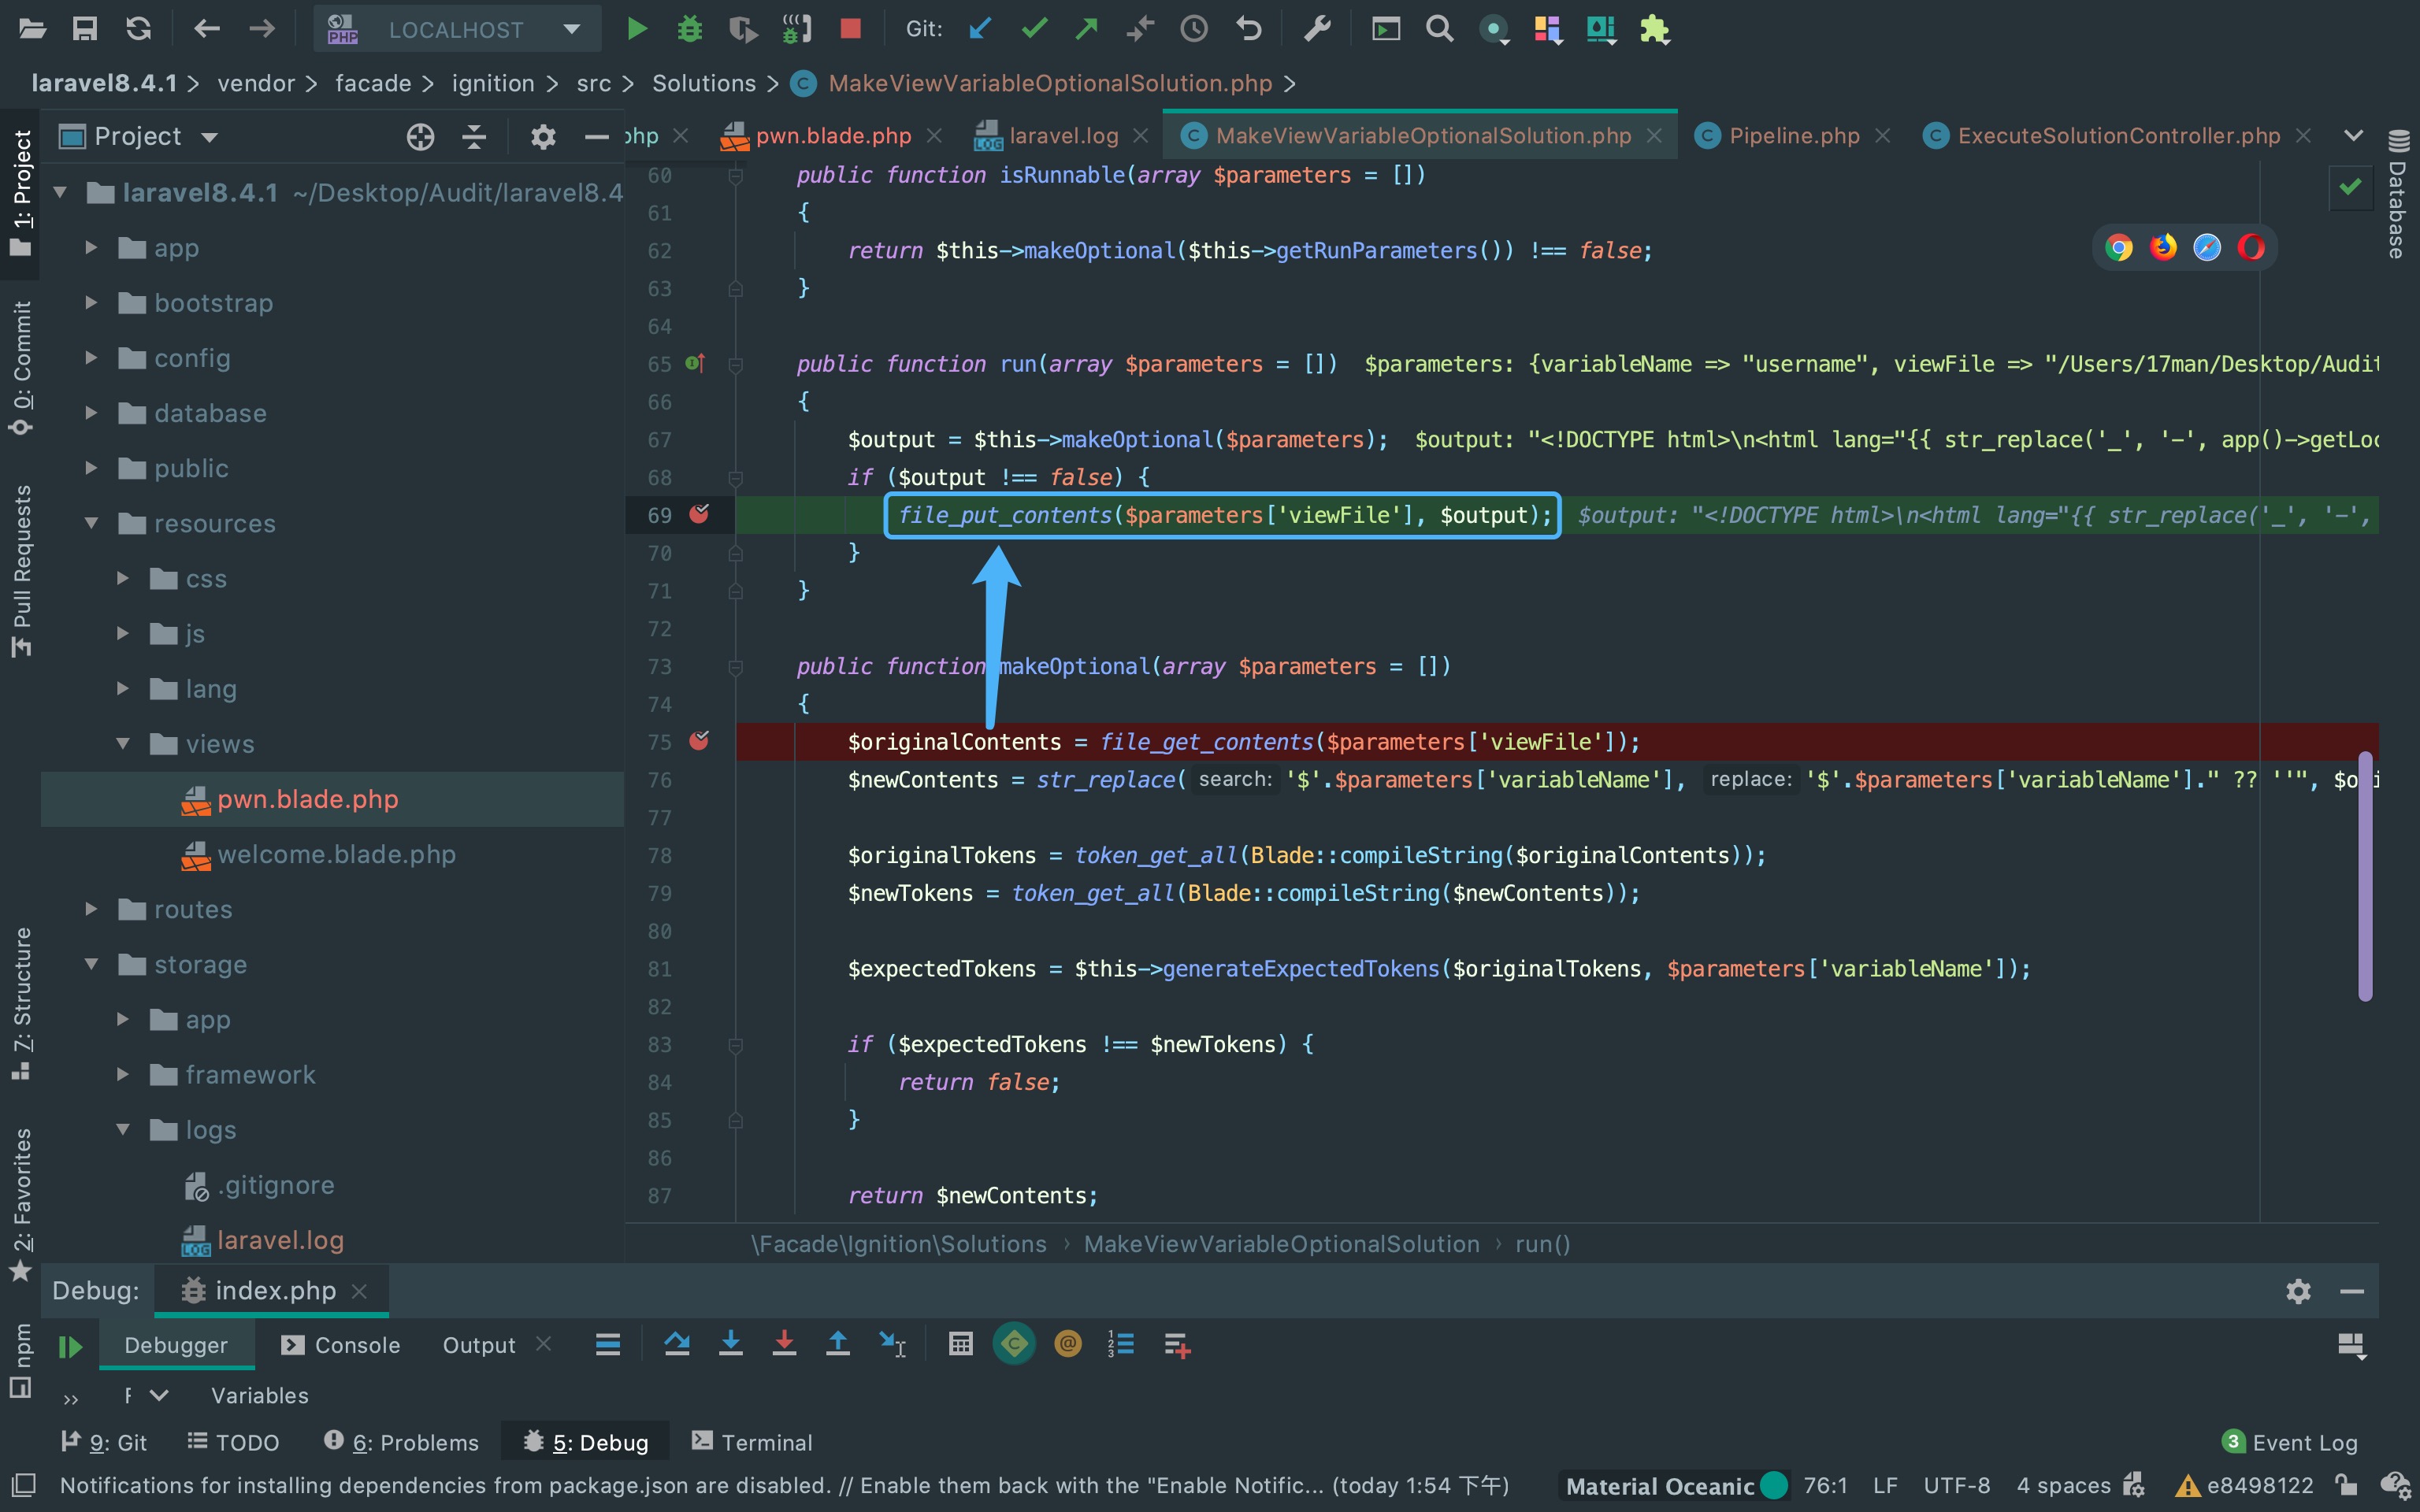 LOCALHOST Git:
laravel8.4.1 > vendor > facade > ignition > src > Solutions > MakeViewVariableOptionalSolution.php >
Project php pwn.blade.php laravel.log MakeViewVariableOptionalSolution.php Pipeline.php ExecuteSolutionController.php
1: Project
0: Commit
Pull Requests
7: Structure
2: Favorites
npm
Database
laravel8.4.1 ~/Desktop/Audit/laravel8.4
app
bootstrap
config
database
public
resources
css
js
lang
views
pwn.blade.php
welcome.blade.php
routes
storage
app
framework
logs
.gitignore
laravel.log
60 public function isRunnable(array $parameters = [])
61 {
62 return $this->makeOptional($this->getRunParameters()) !== false;
63 }
64
65 public function run(array $parameters = []) $parameters: {variableName => "username", viewFile => "/Users/17man/Desktop/Audit
66 {
67 $output = $this->makeOptional($parameters); $output: "<!DOCTYPE html>\n<html lang="{{ str_replace('_', '-', app()->getLoc
68 if ($output !== false) {
69 file_put_contents($parameters['viewFile'], $output); $output: "<!DOCTYPE html>\n<html lang="{{ str_replace('_', '-',
70 }
71 }
72
73 public function makeOptional(array $parameters = [])
74 {
75 $originalContents = file_get_contents($parameters['viewFile']);
76 $newContents = str_replace( search: '$'.$parameters['variableName'], replace: '$'.$parameters['variableName']." ?? ''", $o
77
78 $originalTokens = token_get_all(Blade::compileString($originalContents));
79 $newTokens = token_get_all(Blade::compileString($newContents));
80
81 $expectedTokens = $this->generateExpectedTokens($originalTokens, $parameters['variableName']);
82
83 if ($expectedTokens !== $newTokens) {
84 return false;
85 }
86
87 return $newContents;
\Facade\Ignition\Solutions › MakeViewVariableOptionalSolution › run()
Debug: index.php
Debugger Console Output
» F Variables
9: Git TODO 6: Problems 5: Debug Terminal 3 Event Log
Notifications for installing dependencies from package.json are disabled. // Enable them back with the "Enable Notific... (today 1:54 下午) Material Oceanic 76:1 LF UTF-8 4 spaces e8498122